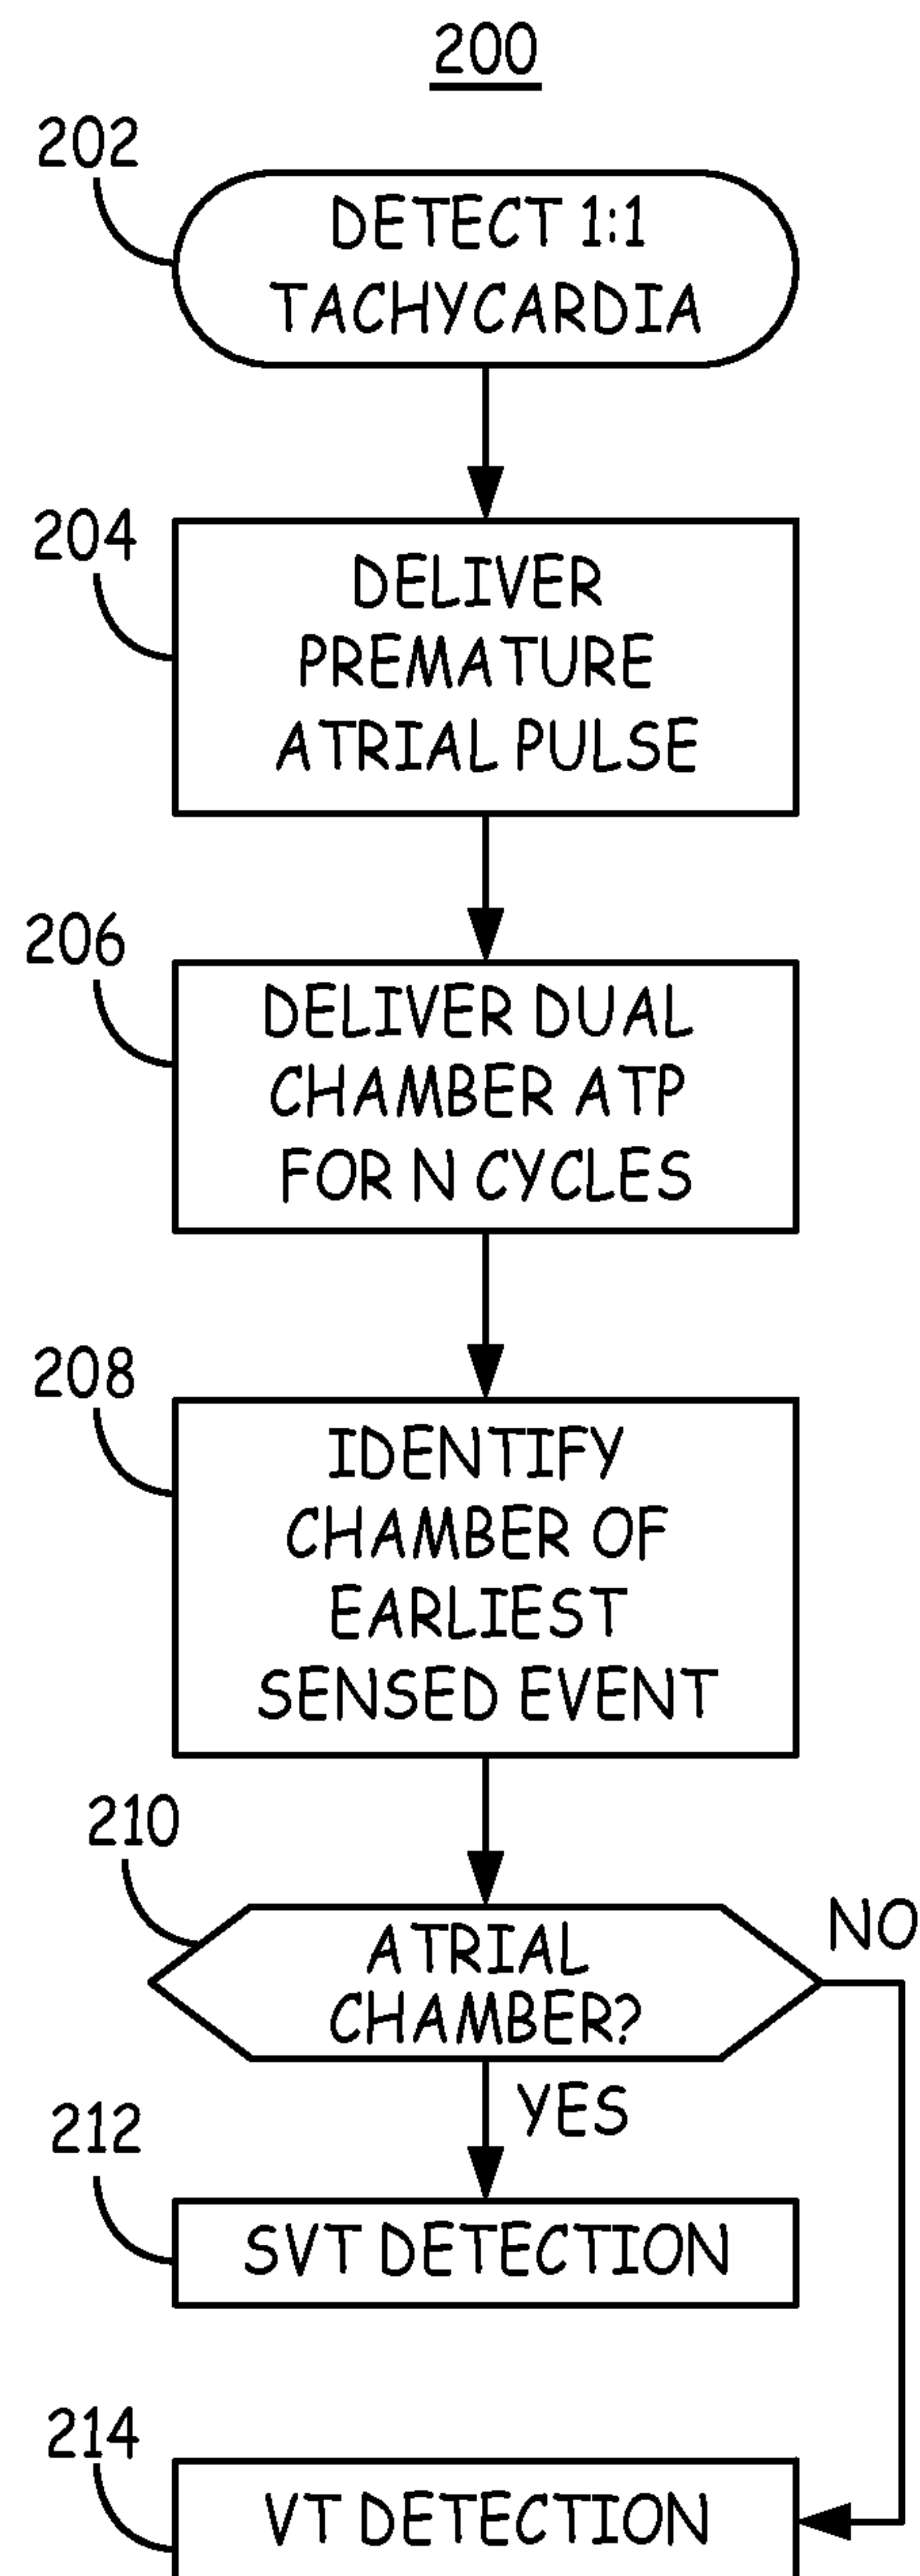 200
202
DETECT 1:1
TACHYCARDIA
204
DELIVER
PREMATURE
ATRIAL PULSE
206
DELIVER DUAL
CHAMBER ATP
FOR N CYCLES
208
IDENTIFY
CHAMBER OF
EARLIEST
SENSED EVENT
210
ATRIAL
CHAMBER?
NO
YES
212
SVT DETECTION
214
VT DETECTION